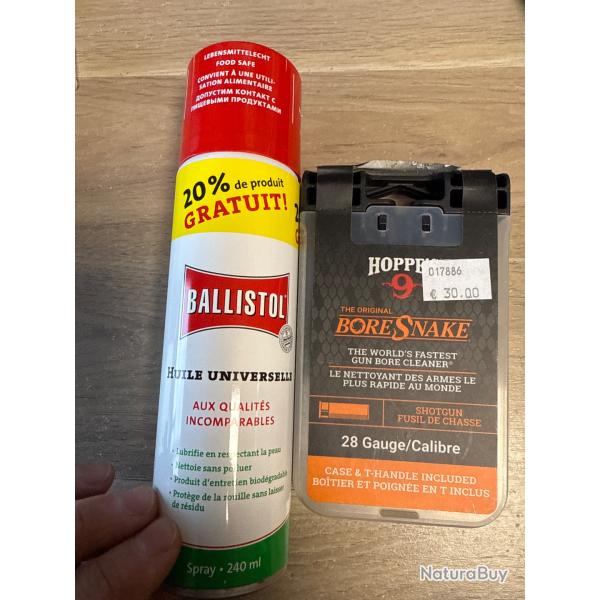 LEBENSMITTELECHT
FOOD SAFE
CONVIENT À UNE UTILI-
SATION ALIMENTAIRE
ДОПУСТИМ КОНТАКТ С
ПИЩЕВЫМИ ПРОДУКТАМИ
20% de produit
GRATUIT!
BALLISTOL
HUILE UNIVERSELLE
AUX QUALITÉS
INCOMPARABLES
• Lubrifie en respectant la peau
• Nettoie sans polluer
• Produit d'entretien biodégradable
• Protège de la rouille sans laisser
de résidu
Spray • 240 ml
HOPPE'S
9
017886
€ 30.00
THE ORIGINAL
BORESNAKE
THE WORLD'S FASTEST
GUN BORE CLEANER®
LE NETTOYANT DES ARMES LE
PLUS RAPIDE AU MONDE
SHOTGUN
FUSIL DE CHASSE
28 Gauge/Calibre
CASE & T-HANDLE INCLUDED
BOÎTIER ET POIGNÉE EN T INCLUS
NaturaBuy